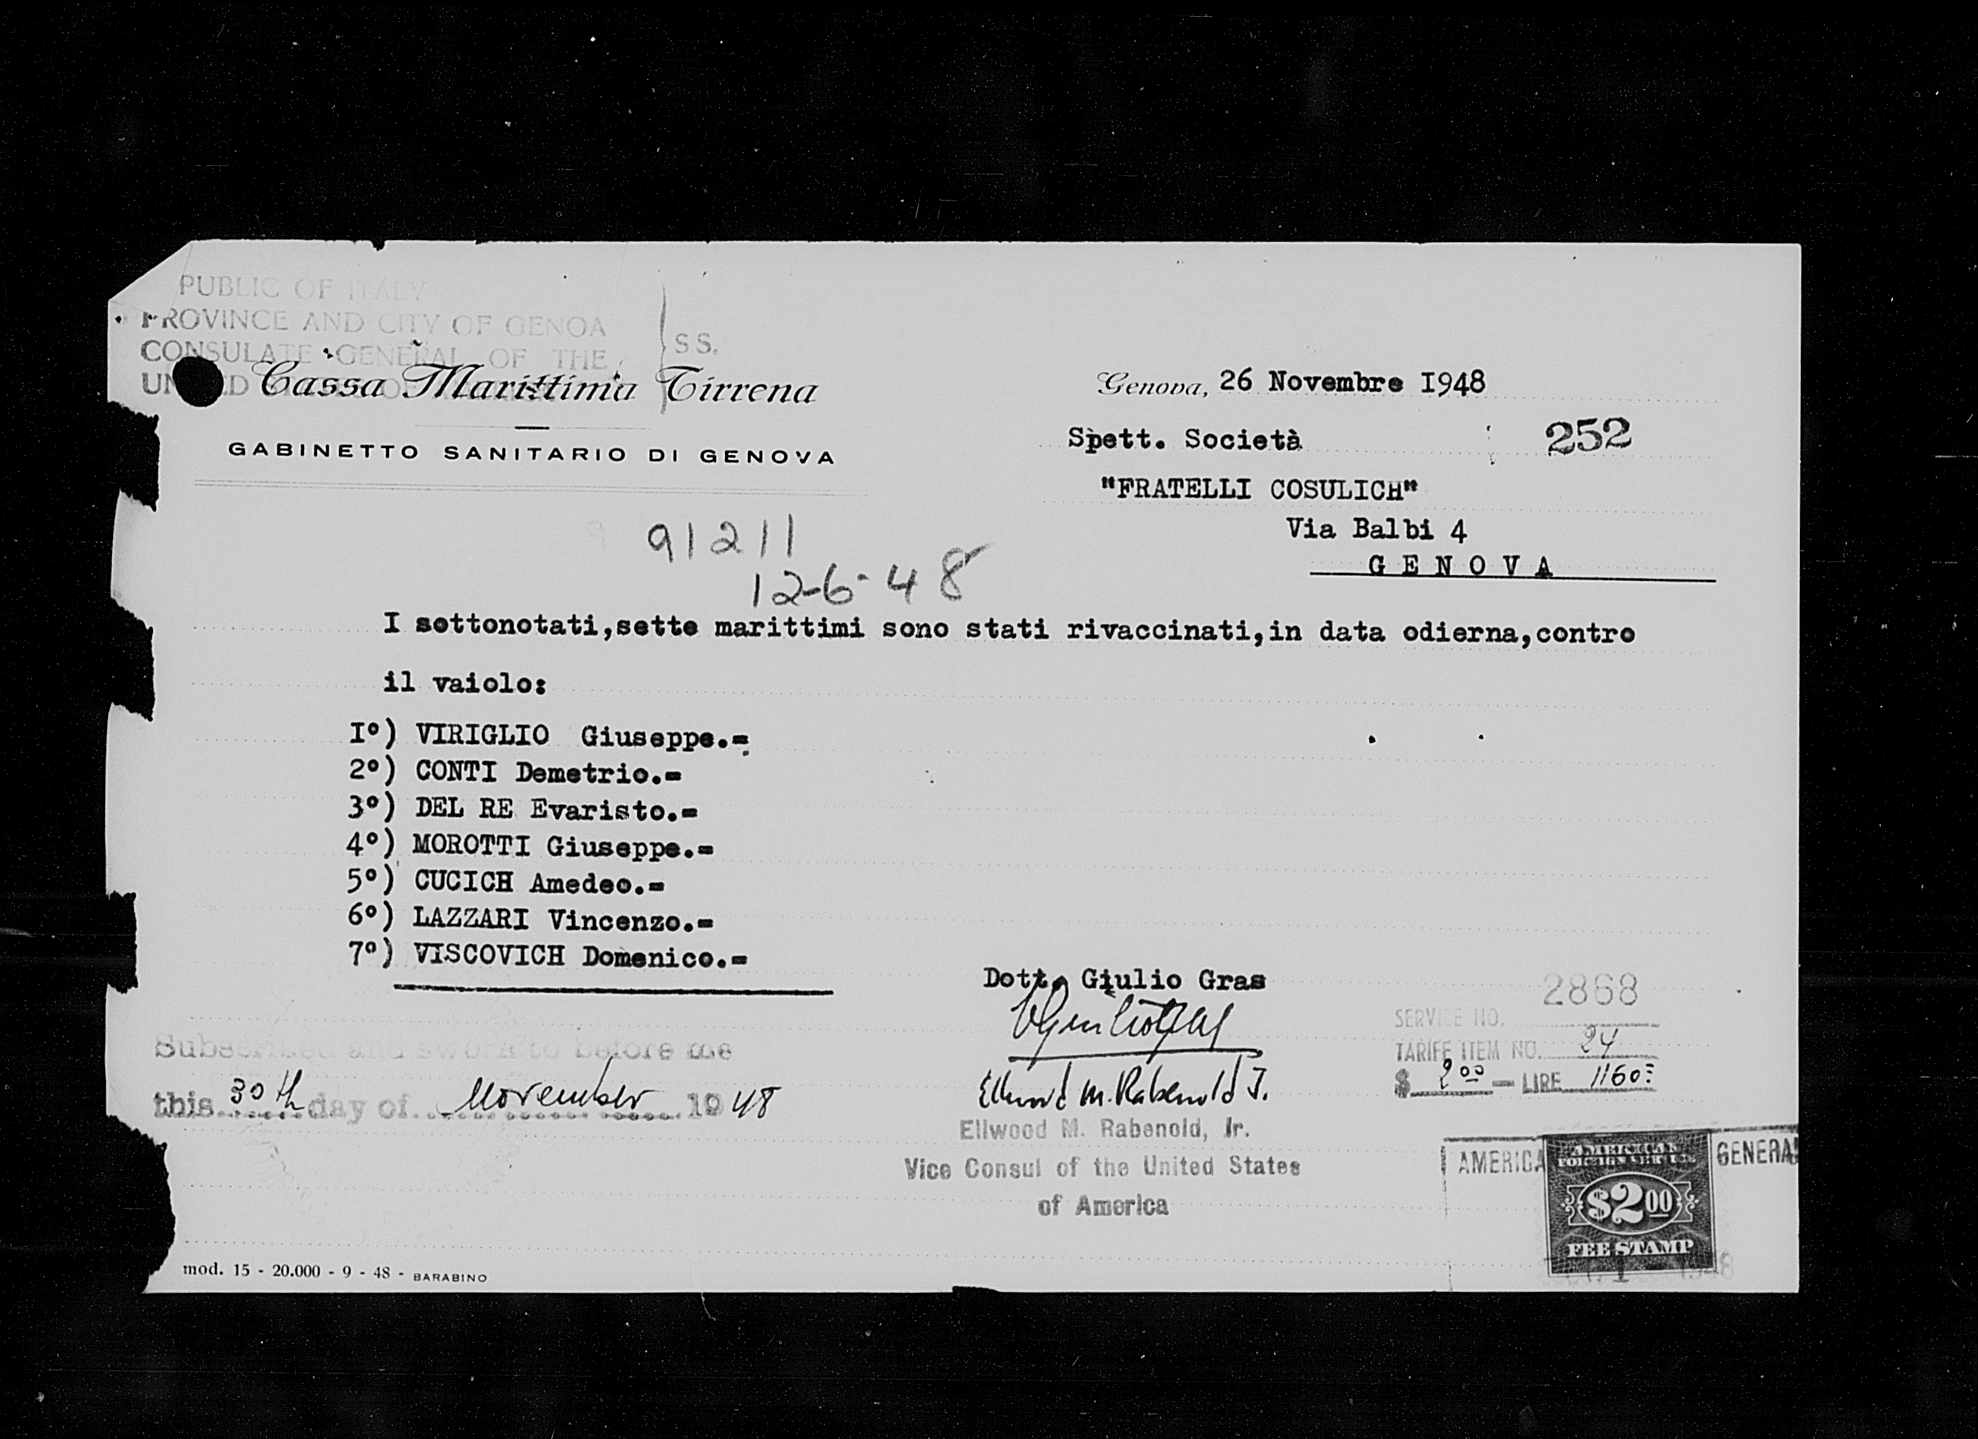 PUBLIC OF ITALY
PROVINCE AND CITY OF GENOA
SS.
CONSULATE GENERAL OF THE
Cassa Marittima Tirrena
GABINETTO SANITARIO DI GENOVA
Genova, 26 Novembre 1948
Spett. Società
252
"FRATELLI COSULICH"
Via Balbi 4
GENOVA
91211
12-6-48
I sottonotati,sette marittimi sono stati rivaccinati,in data odierna,contro
il vaiolo:
1°) VIRIGLIO Giuseppe.=
2°) CONTI Demetrio.=
3°) DEL RE Evaristo.=
4°) MOROTTI Giuseppe.=
5°) CUCICH Amedeo.=
6°) LAZZARI Vincenzo.=
7°) VISCOVICH Domenico.=
Dott. Giulio Gras
Subscribed and sworn to before me
this 30th day of November 1948
Ellwood M. Rabenold Jr.
Ellwood M. Rabenold, Jr.
Vice Consul of the United States
of America
2868
SERVICE NO.
TARIFF ITEM NO. 24
$ 2.00 — LIRE 1160
AMERICA
GENERAL
AMERICAN
FOREIGN SERVICE
$2.00
FEE STAMP
1948
mod. 15 - 20.000 - 9 - 48 - BARABINO